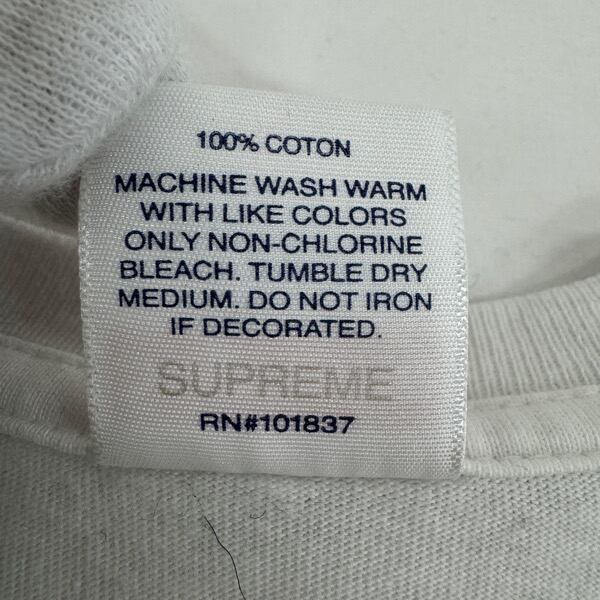 100% COTON
MACHINE WASH WARM
WITH LIKE COLORS
ONLY NON-CHLORINE
BLEACH. TUMBLE DRY
MEDIUM. DO NOT IRON
IF DECORATED.
SUPREME
RN#101837